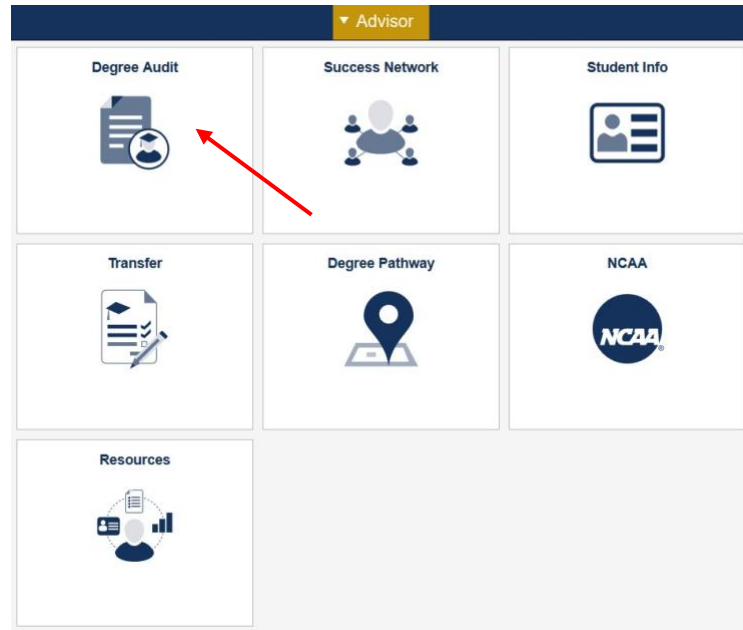 Advisor
Degree Audit
Success Network
Student Info
Transfer
Degree Pathway
NCAA
NCAA®
Resources